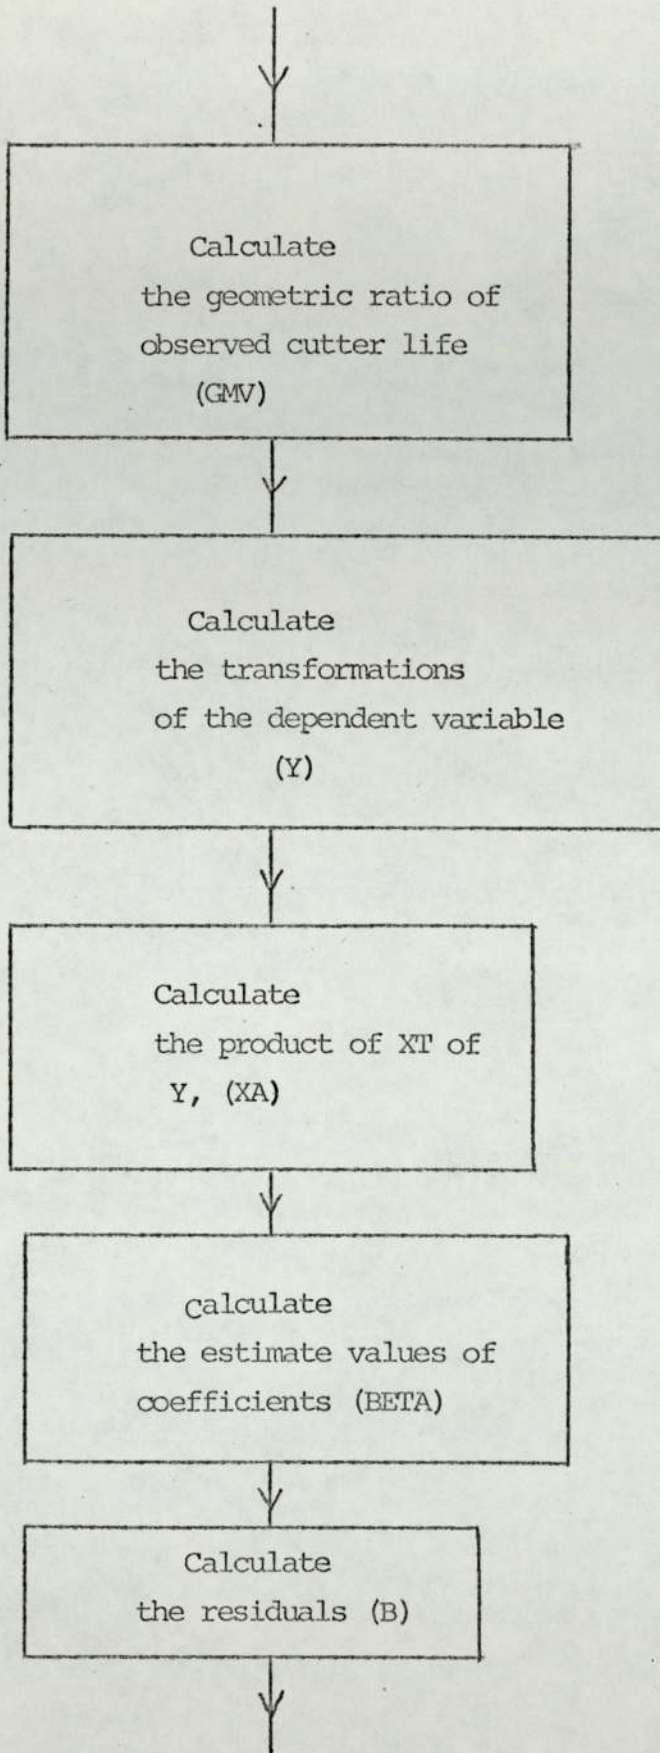 Calculate
the geometric ratio of
observed cutter life
(GMV)
Calculate
the transformations
of the dependent variable
(Y)
Calculate
the product of XT of
Y, (XA)
Calculate
the estimate values of
coefficients (BETA)
Calculate
the residuals (B)